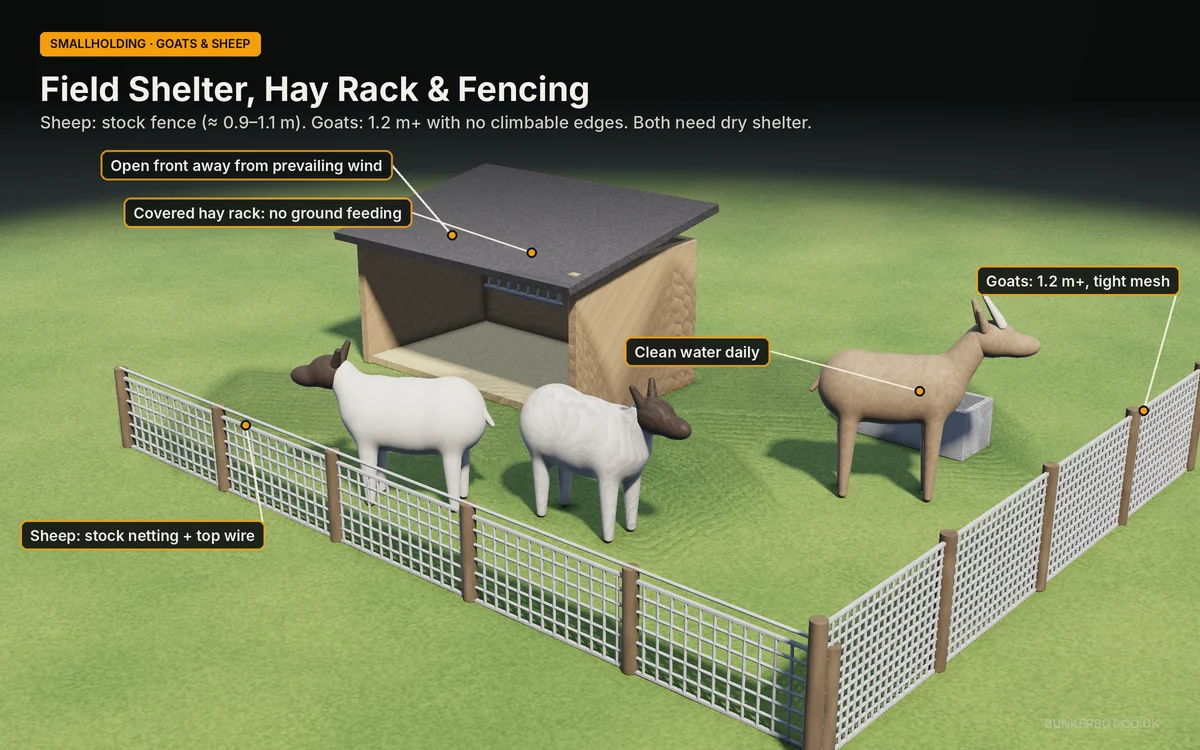 SMALLHOLDING · GOATS & SHEEP
Field Shelter, Hay Rack & Fencing
Sheep: stock fence (≈ 0.9–1.1 m). Goats: 1.2 m+ with no climbable edges. Both need dry shelter.
Open front away from prevailing wind
Covered hay rack: no ground feeding
Goats: 1.2 m+, tight mesh
Clean water daily
Sheep: stock netting + top wire
BUNKERBOT.CO.UK